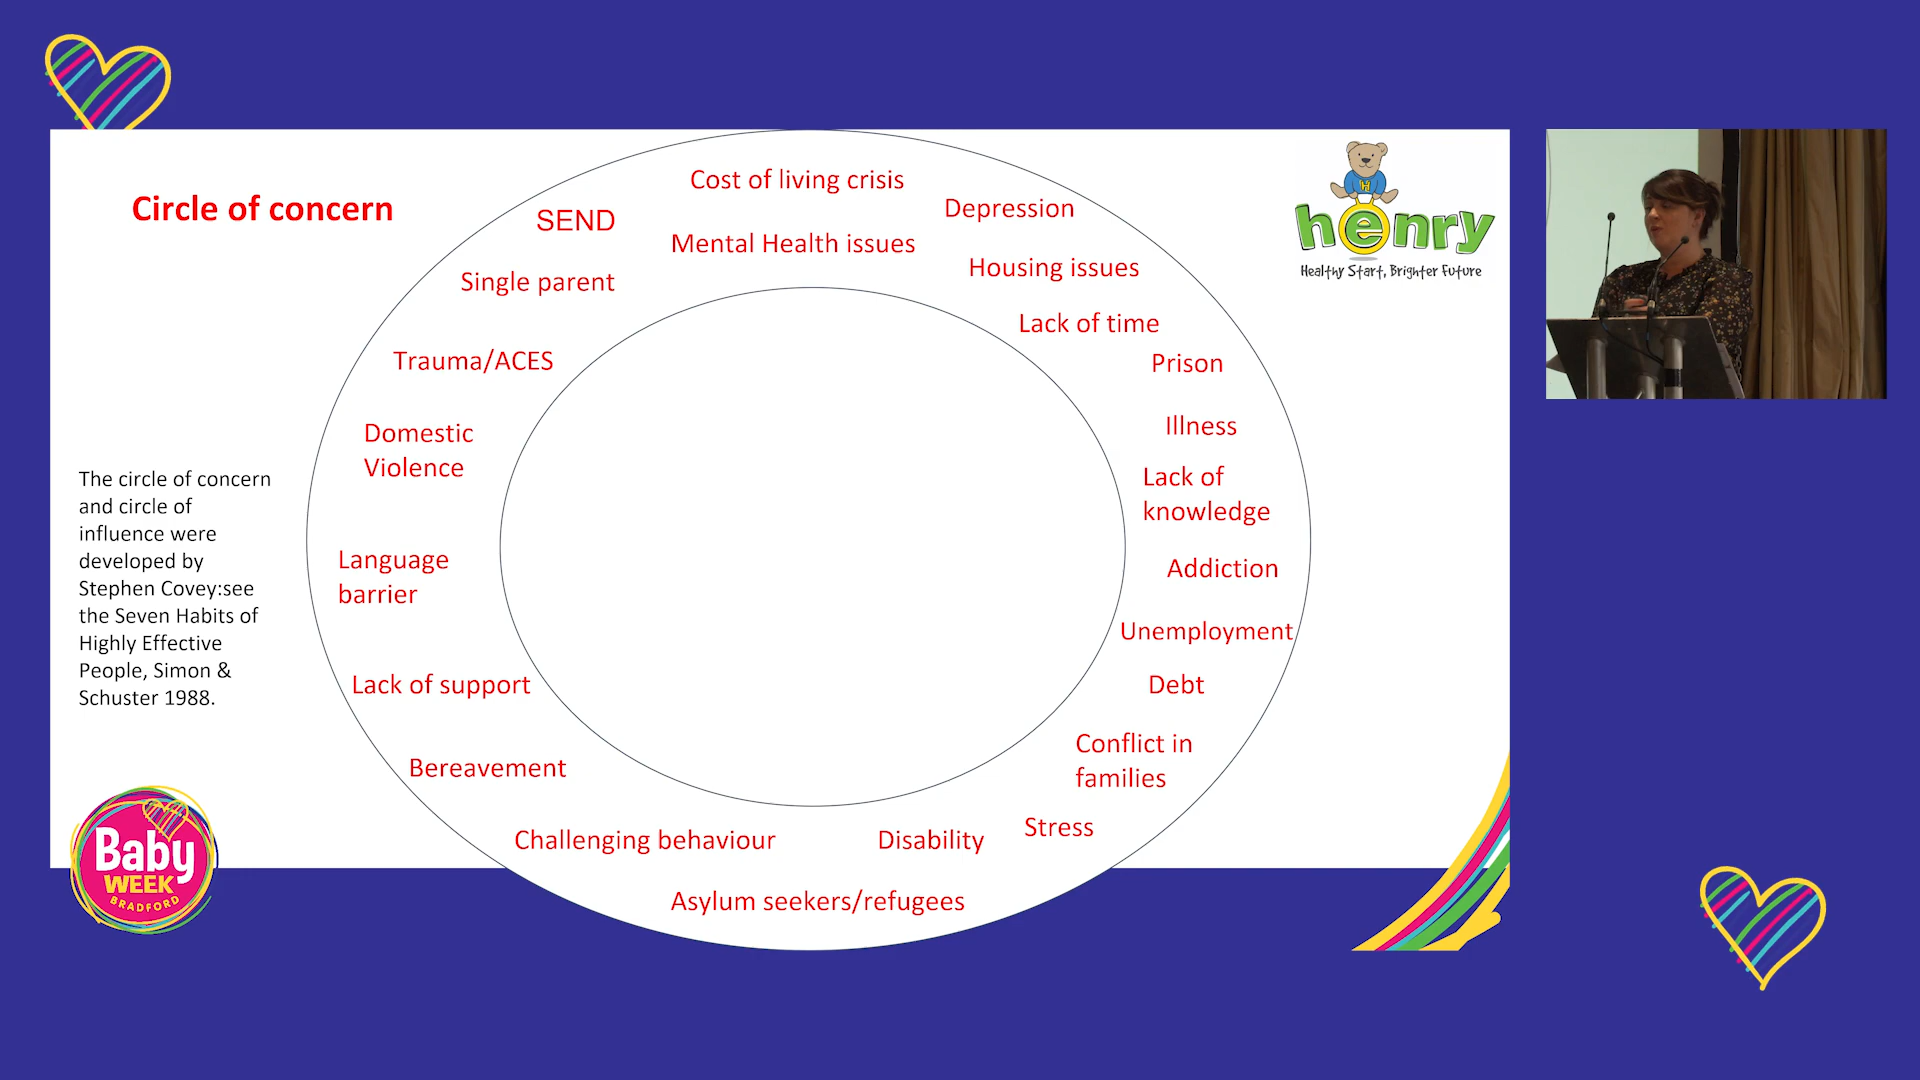 Circle of concern
Cost of living crisis
SEND
Depression
Mental Health issues
Housing issues
Single parent
Lack of time
Trauma/ACES
Prison
Domestic
Violence
Illness
Lack of
knowledge
Language
barrier
Addiction
Unemployment
Lack of support
Debt
Conflict in
families
Bereavement
Stress
Challenging behaviour
Disability
Asylum seekers/refugees
The circle of concern
and circle of
influence were
developed by
Stephen Covey:see
the Seven Habits of
Highly Effective
People, Simon &
Schuster 1988.
H
henry
Healthy Start, Brighter Future
Baby
WEEK
BRADFORD